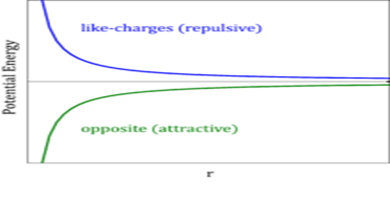 like-charges (repulsive)
Potential Energy
opposite (attractive)
r